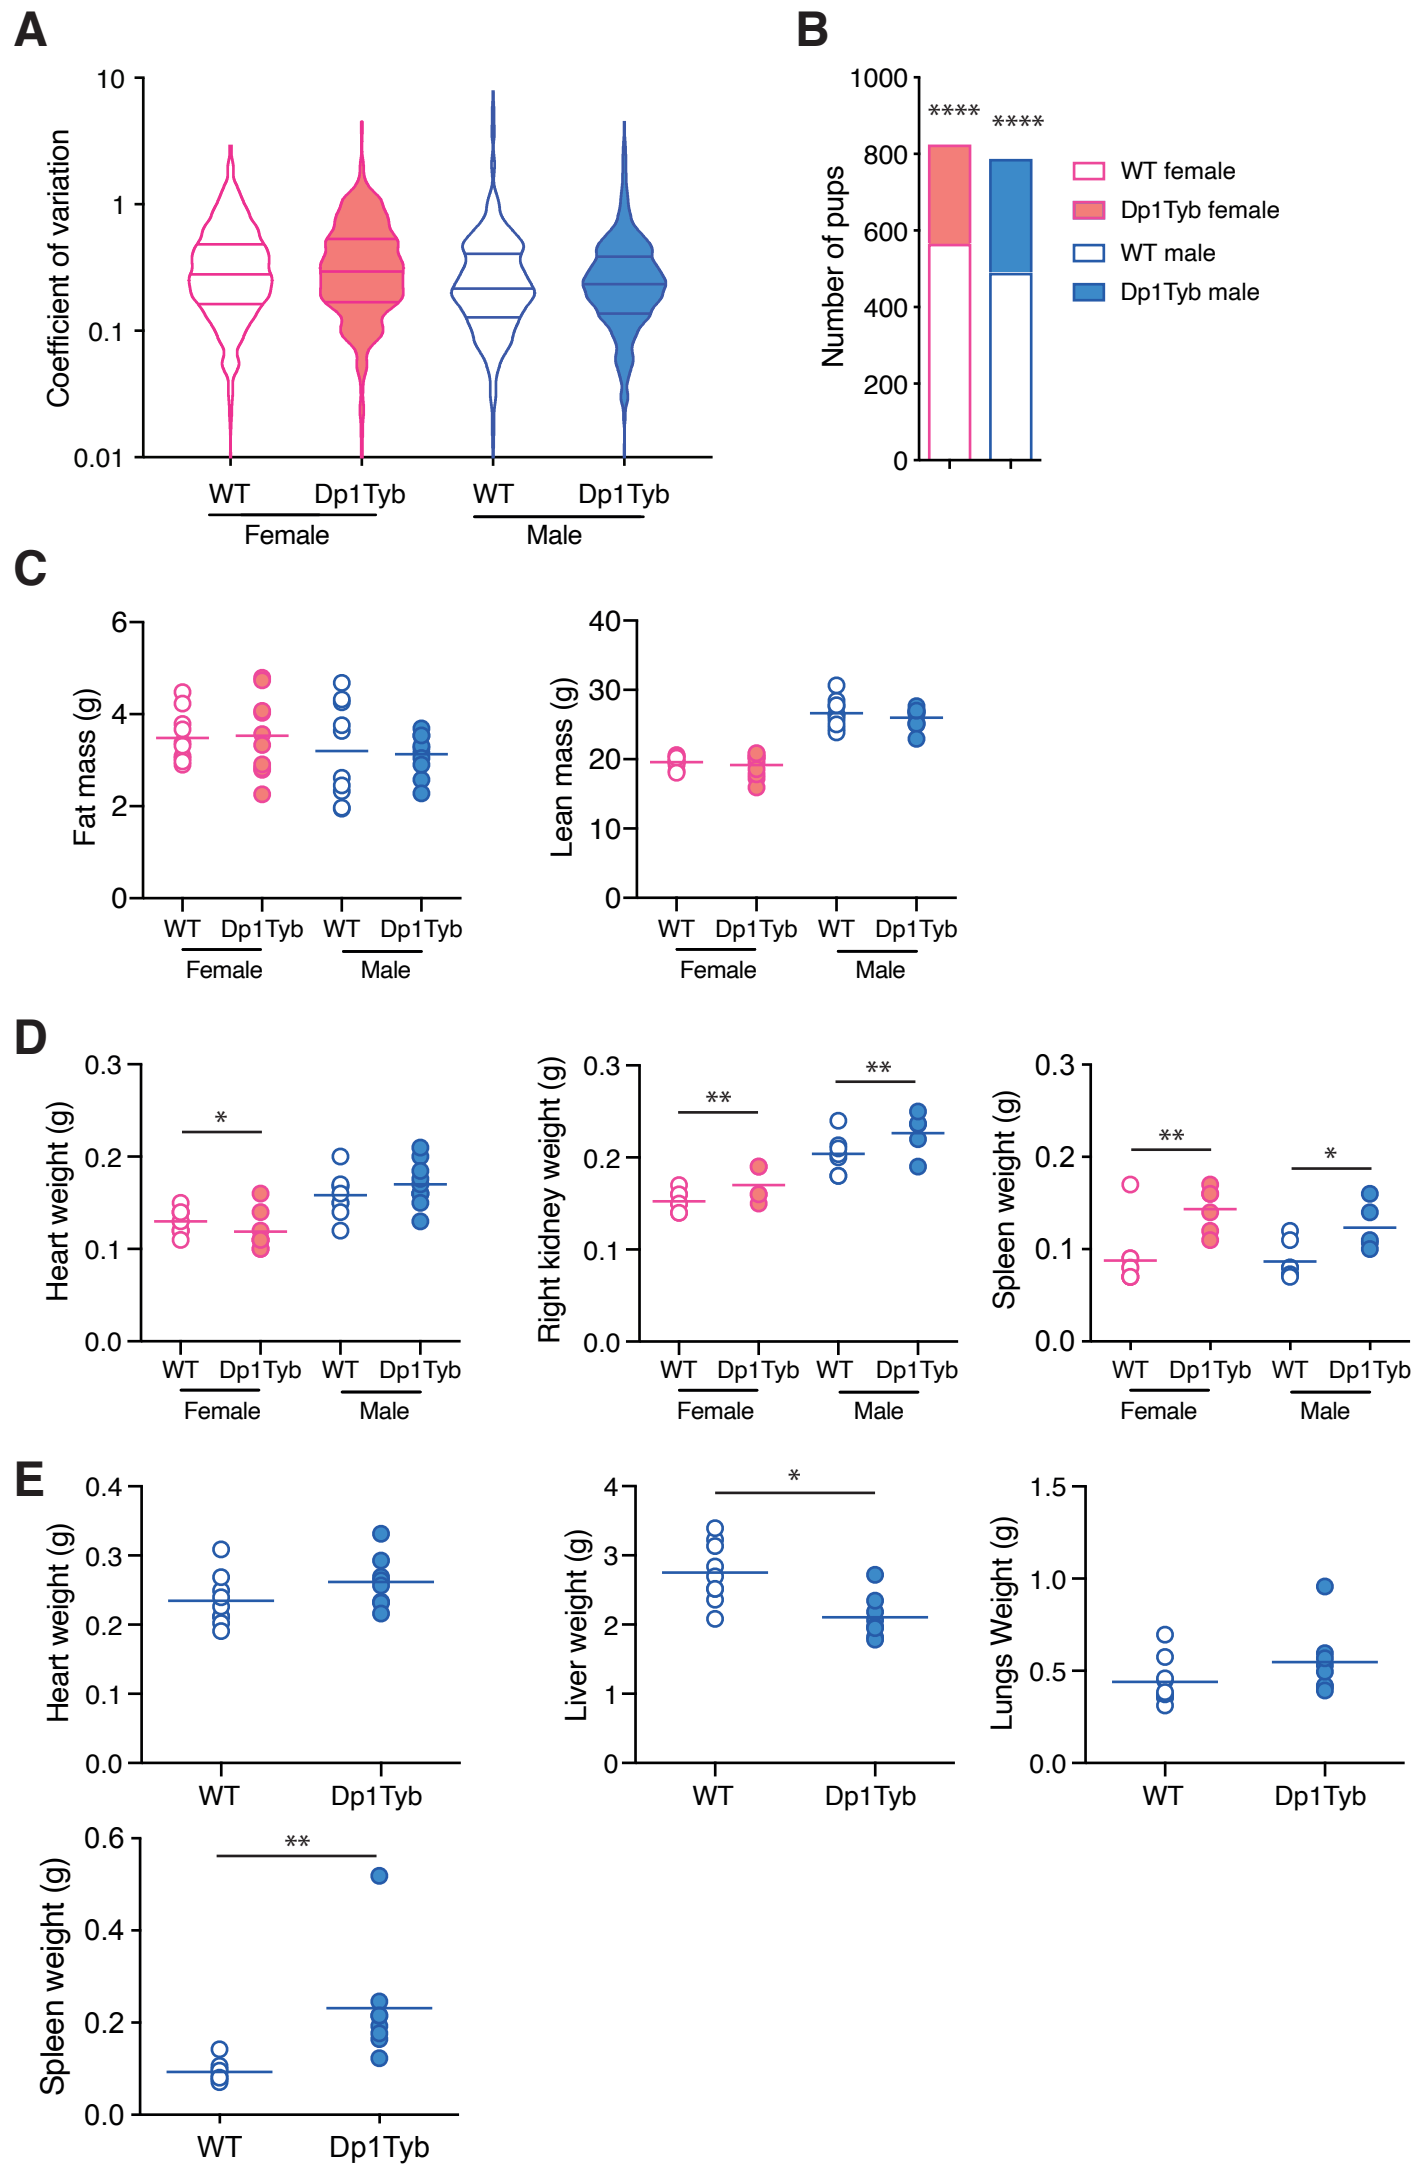 A
10
1
0.1
0.01
Coefficient of variation
WT Dp1Tyb WT Dp1Tyb
Female Male
B
1000
800
600
400
200
0
Number of pups
**** ****
WT female
Dp1Tyb female
WT male
Dp1Tyb male
C
6
4
2
0
Fat mass (g)
WT Dp1Tyb WT Dp1Tyb
Female Male
40
30
20
10
0
Lean mass (g)
WT Dp1Tyb WT Dp1Tyb
Female Male
D
0.3
0.2
0.1
0.0
Heart weight (g)
*
WT Dp1Tyb WT Dp1Tyb
Female Male
0.3
0.2
0.1
0.0
Right kidney weight (g)
** **
WT Dp1Tyb WT Dp1Tyb
Female Male
0.3
0.2
0.1
0.0
Spleen weight (g)
** *
WT Dp1Tyb WT Dp1Tyb
Female Male
E
0.4
0.3
0.2
0.1
0.0
Heart weight (g)
WT Dp1Tyb
4
3
2
1
0
Liver weight (g)
*
WT Dp1Tyb
1.5
1.0
0.5
0.0
Lungs Weight (g)
WT Dp1Tyb
0.6
0.4
0.2
0.0
Spleen weight (g)
**
WT Dp1Tyb